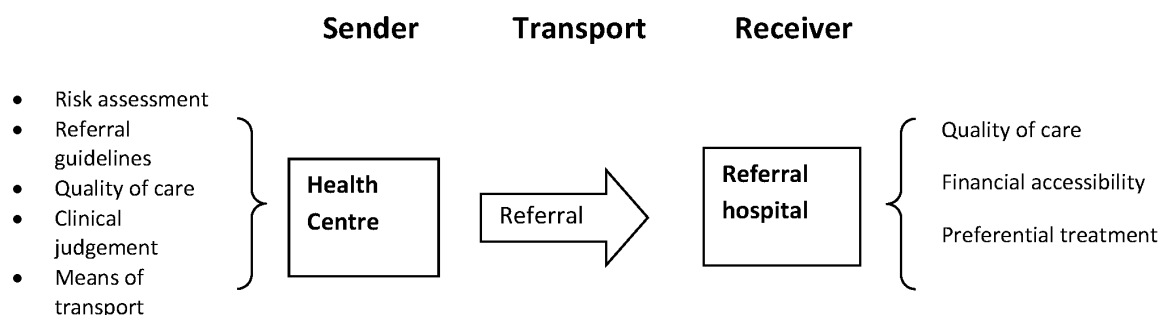 Sender Transport Receiver
• Risk assessment
• Referral
guidelines
• Quality of care
• Clinical
judgement
• Means of
transport
Health
Centre
Referral
Referral
hospital
Quality of care
Financial accessibility
Preferential treatment